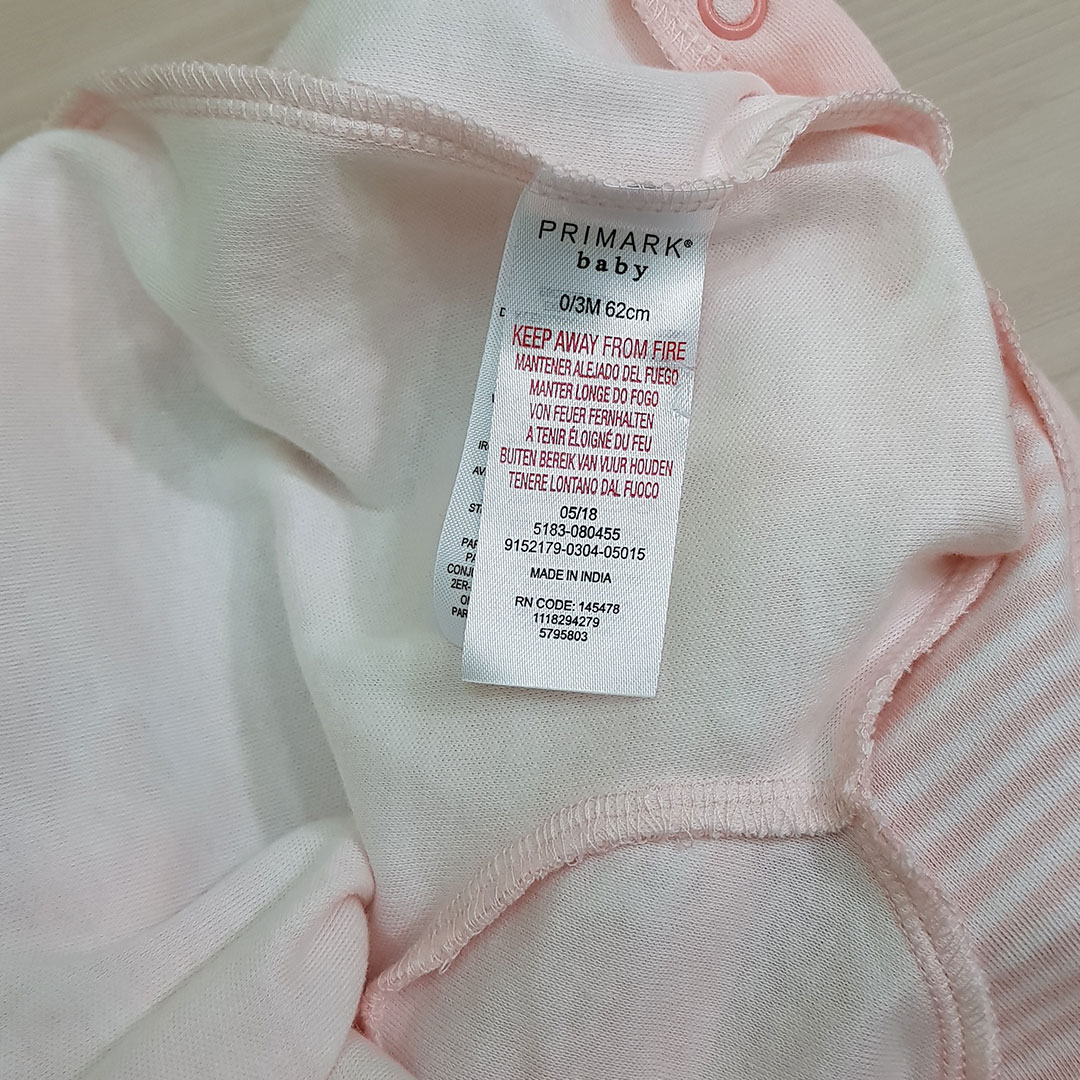 PRIMARK®
baby
0/3M 62cm
KEEP AWAY FROM FIRE
MANTENER ALEJADO DEL FUEGO
MANTER LONGE DO FOGO
VON FEUER FERNHALTEN
A TENIR ÉLOIGNÉ DU FEU
BUITEN BEREIK VAN VUUR HOUDEN
TENERE LONTANO DAL FUOCO
05/18
5183-080455
9152179-0304-05015
MADE IN INDIA
RN CODE: 145478
1118294279
5795803